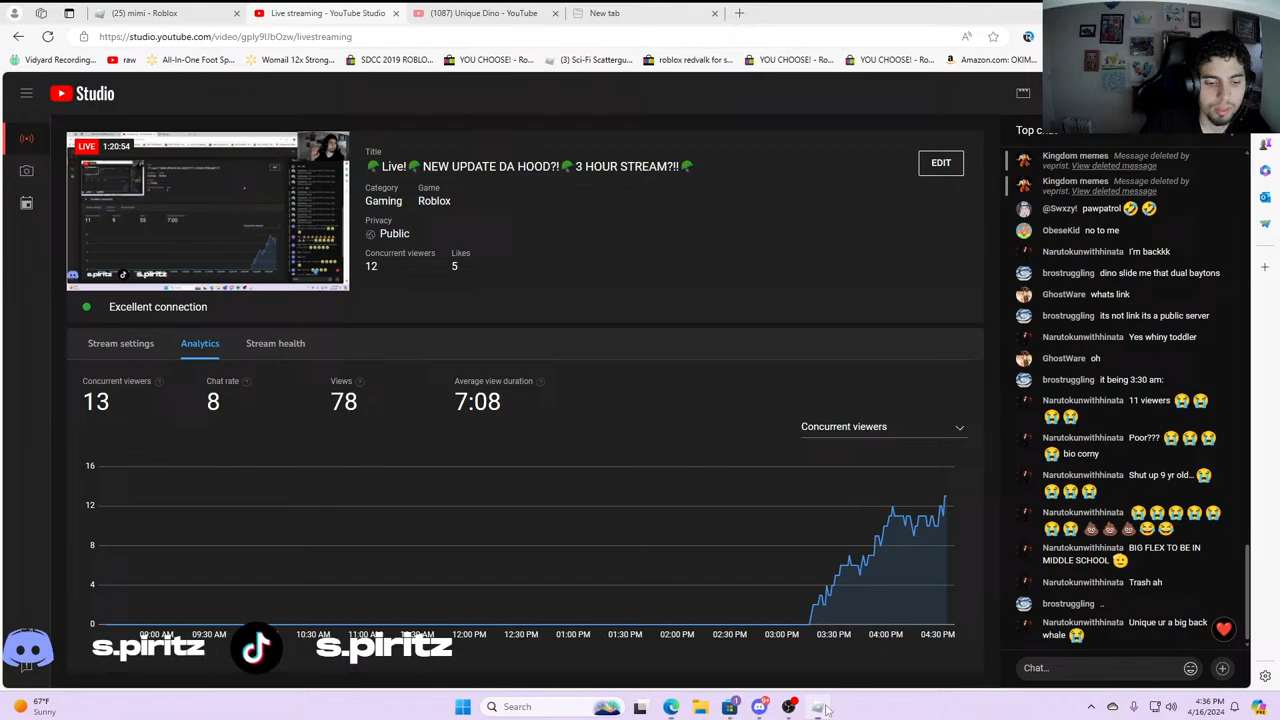 (25) mimi - Roblox
Live streaming - YouTube Studio
(1087) Unique Dino - YouTube
New tab
https://studio.youtube.com/video/gply9IJbOzw/livestreaming
Vidyard Recording...
raw
All-In-One Foot Sp...
Womail 12x Strong...
SDCC 2019 ROBLO...
YOU CHOOSE! - Ro...
(3) Sci-Fi Scattergu...
roblox redvalk for s...
YOU CHOOSE! - Ro...
YOU CHOOSE! - Ro...
Amazon.com: OKIM...
Studio
LIVE 1:20:54
Title
Live! NEW UPDATE DA HOOD?! 3 HOUR STREAM?!!
Category Game
Gaming Roblox
Privacy
Public
Concurrent viewers Likes
12 5
EDIT
Excellent connection
Stream settings Analytics Stream health
Concurrent viewers Chat rate Views Average view duration
13 8 78 7:08
Concurrent viewers
16
12
8
4
0
09:00 AM 09:30 AM 10:30 AM 11:30 AM 12:00 PM 12:30 PM 01:00 PM 01:30 PM 02:00 PM 02:30 PM 03:00 PM 03:30 PM 04:00 PM 04:30 PM
s.piritz s.piritz
Kingdom memes Message deleted by
veprist. View deleted message
Kingdom memes Message deleted by
veprist. View deleted message
@Swxzy! pawpatrol 🤣 🤣
ObeseKid no to me
Narutokunwithhinata I'm backkk
brostruggling dino slide me that dual baytons
GhostWare whats link
brostruggling its not link its a public server
Narutokunwithhinata Yes whiny toddler
GhostWare oh
brostruggling it being 3:30 am:
Narutokunwithhinata 11 viewers 😭 😭
😭 😭
Narutokunwithhinata Poor??? 😭 😭 😭
😭 bio corny
Narutokunwithhinata Shut up 9 yr old... 😭
😭 😭 😭
Narutokunwithhinata 😭 😭 😭 😭 😭
😭 😭 💩 💩 💩 😂 😂
Narutokunwithhinata BIG FLEX TO BE IN
MIDDLE SCHOOL 🫡
Narutokunwithhinata Trash ah
brostruggling ..
Narutokunwithhinata Unique ur a big back
whale 😭
Chat...
67°F
Sunny
Search
4:36 PM
4/16/2024